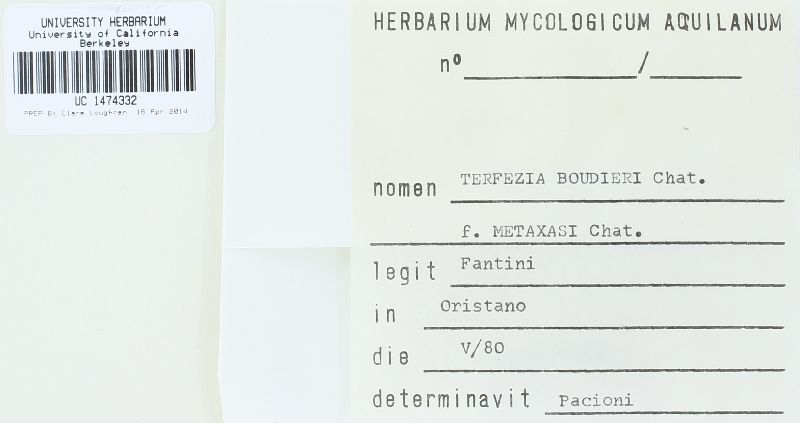 UNIVERSITY HERBARIUM
University of California
Berkeley
UC 1474332
PREP BY Clare Loughran 16 Apr 2014
HERBARIUM MYCOLOGICUM AQUILANUM
nº /
nomen TERFEZIA BOUDIERI Chat.
f. METAXASI Chat.
legit Fantini
in Oristano
die V/80
determinavit Pacioni